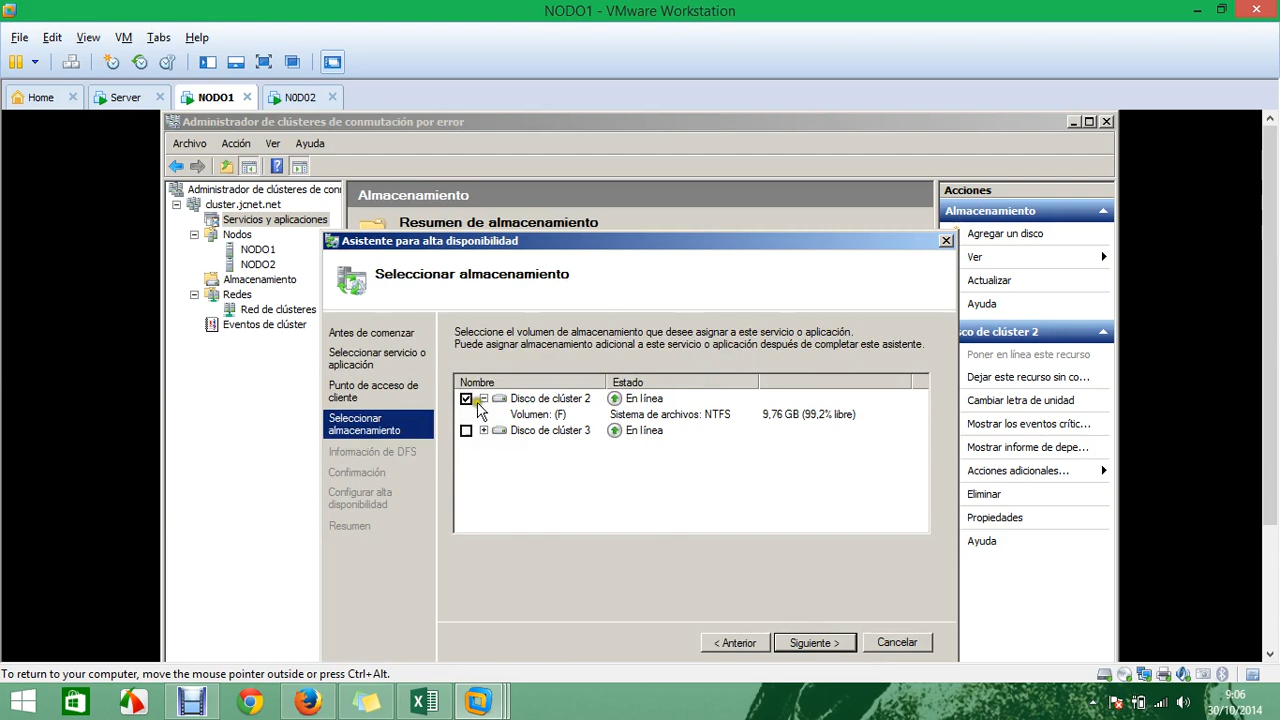 NODO1 - VMware Workstation
File Edit View VM Tabs Help
Home Server NODO1 N0D02
Administrador de clústeres de conmutación por error
Archivo Acción Ver Ayuda
Administrador de clústeres de con
cluster.jcnet.net
Servicios y aplicaciones
Nodos
NODO1
NODO2
Almacenamiento
Redes
Red de clústeres
Eventos de clúster
Almacenamiento
Resumen de almacenamiento
Acciones
Almacenamiento
Agregar un disco
Ver
Actualizar
Ayuda
sco de clúster 2
Poner en línea este recurso
Dejar este recurso sin co...
Cambiar letra de unidad
Mostrar los eventos crític...
Mostrar informe de depe...
Acciones adicionales...
Eliminar
Propiedades
Ayuda
Asistente para alta disponibilidad
Seleccionar almacenamiento
Antes de comenzar
Seleccionar servicio o
aplicación
Punto de acceso de
cliente
Seleccionar
almacenamiento
Información de DFS
Confirmación
Configurar alta
disponibilidad
Resumen
Seleccione el volumen de almacenamiento que desee asignar a este servicio o aplicación.
Puede asignar almacenamiento adicional a este servicio o aplicación después de completar este asistente.
Nombre Estado
Disco de clúster 2 En línea
Volumen: (F) Sistema de archivos: NTFS 9,76 GB (99,2% libre)
Disco de clúster 3 En línea
< Anterior Siguiente > Cancelar
To return to your computer, move the mouse pointer outside or press Ctrl+Alt.
9:06
30/10/2014